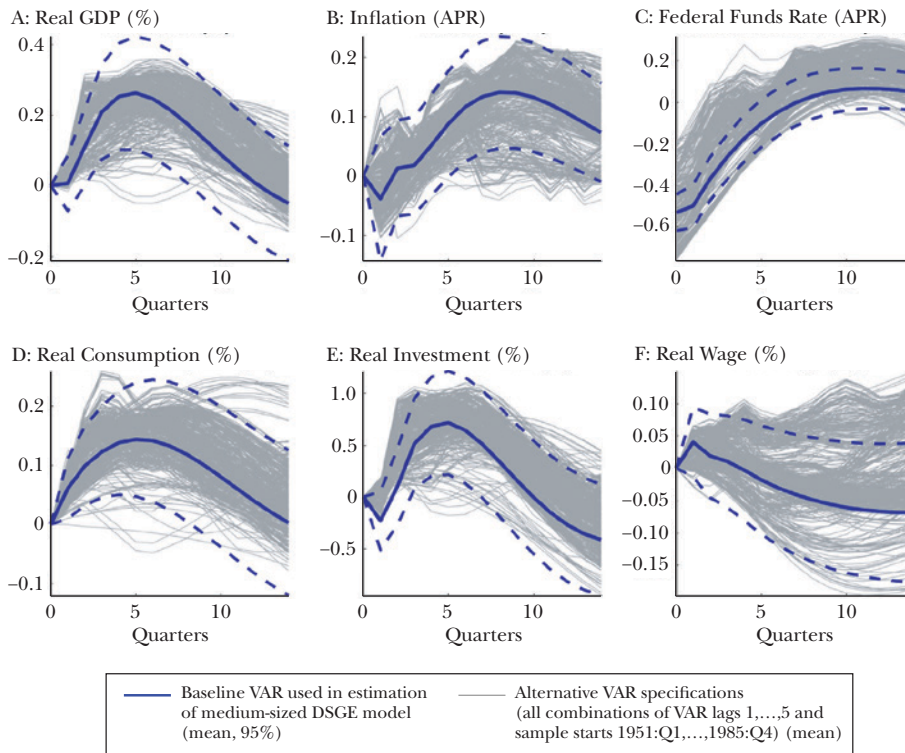 A: Real GDP (%)
0.4
0.2
0
−0.2
0
5
10
Quarters
B: Inflation (APR)
0.2
0.1
0
−0.1
0
5
10
Quarters
C: Federal Funds Rate (APR)
0.2
0
−0.2
−0.4
−0.6
0
5
10
Quarters
D: Real Consumption (%)
0.2
0.1
0
−0.1
0
5
10
Quarters
E: Real Investment (%)
1.0
0.5
0
−0.5
0
5
10
Quarters
F: Real Wage (%)
0.10
0.05
0
−0.05
−0.10
−0.15
0
5
10
Quarters
Baseline VAR used in estimation
of medium-sized DSGE model
(mean, 95%)
Alternative VAR specifications
(all combinations of VAR lags 1,…,5 and
sample starts 1951:Q1,…,1985:Q4) (mean)